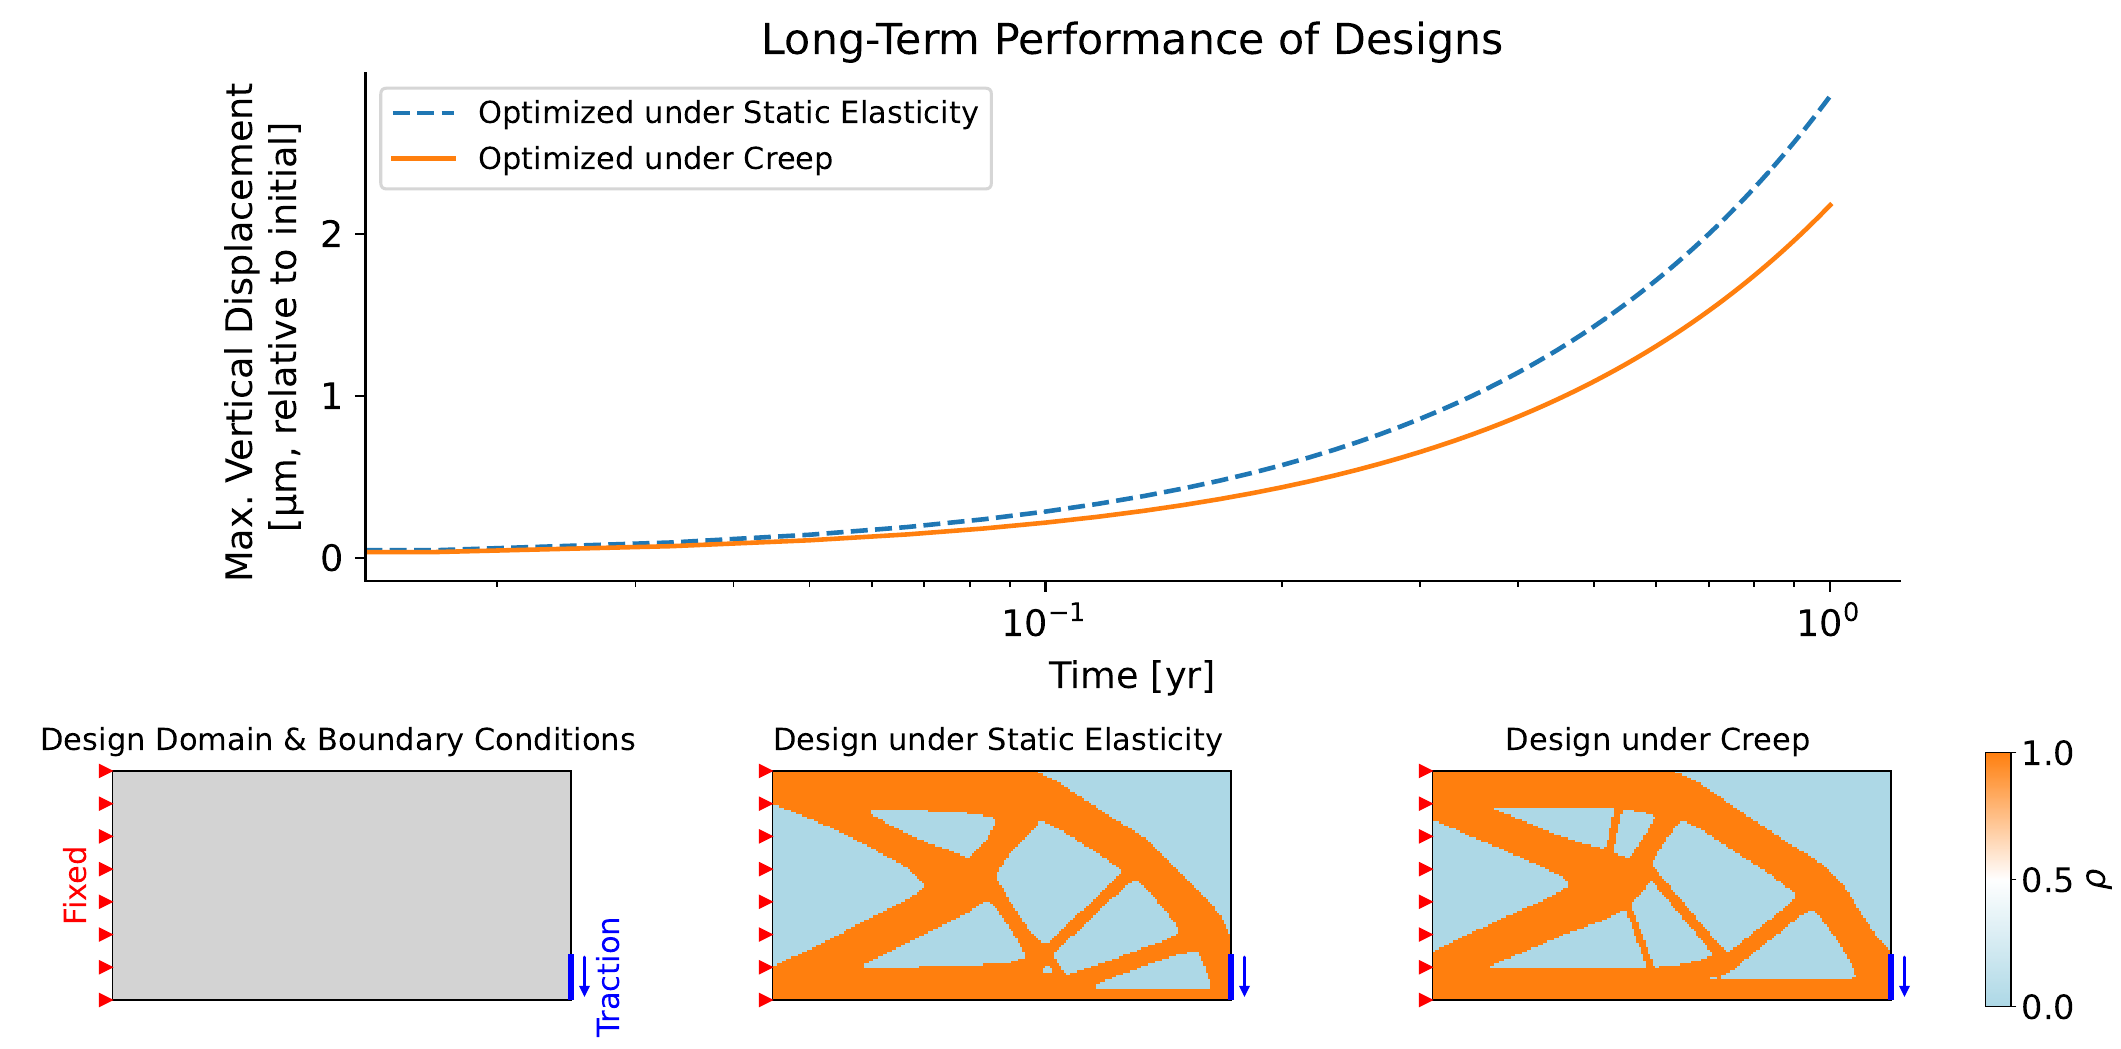 Long-Term Performance of Designs
Max. Vertical Displacement
[µm, relative to initial]
Optimized under Static Elasticity
Optimized under Creep
2
1
0
10⁻¹
10⁰
Time [yr]
Design Domain & Boundary Conditions
Fixed
Traction
Design under Static Elasticity
Design under Creep
1.0
0.5
0.0
ρ